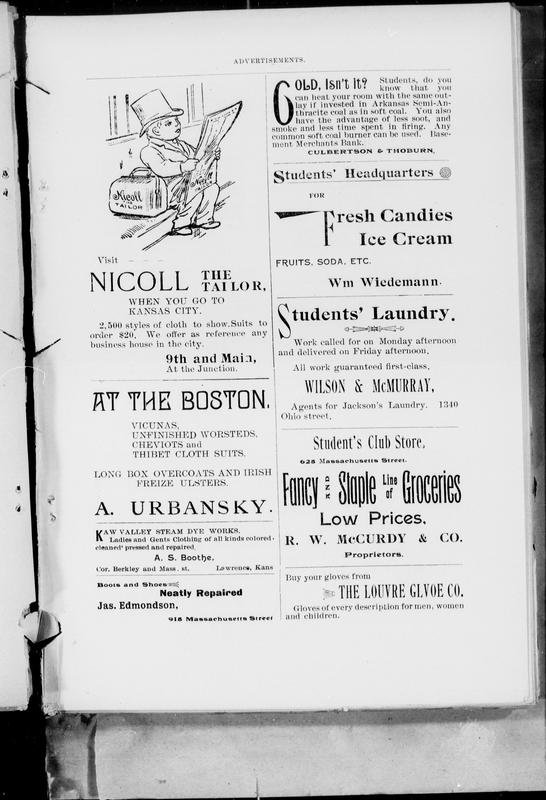 ADVERTISEMENTS.
Nicoll
THE
TAILOR
Nicoll
Visit
NICOLL THE TAILOR,
WHEN YOU GO TO
KANSAS CITY.
2,500 styles of cloth to show.Suits to
order $20. We offer as reference any
business house in the city.
9th and Main,
At the Junction.
AT THE BOSTON.
VICUNAS,
UNFINISHED WORSTEDS,
CHEVIOTS and
THIBET CLOTH SUITS.
LONG BOX OVERCOATS AND IRISH
FREIZE ULSTERS.
A. URBANSKY.
KAW VALLEY STEAM DYE WORKS.
Ladies and Gents Clothing of all kinds colored-
cleaned' pressed and repaired.
A. S. Boothe,
Cor. Berkley and Mass. st. Lawrence, Kans
Boots and Shoes
Neatly Repaired
Jas. Edmondson,
915 Massachusetts Street
COLD, Isn't it? Students, do you
know that you
can heat your room with the same out-
lay if invested in Arkansas Semi-An-
thracite coal as in soft coal. You also
have the advantage of less soot, and
smoke and less time spent in firing. Any
common soft coal burner can be used. Base-
ment Merchants Bank.
CULBERTSON & THOBURN.
Students' Headquarters
FOR
Fresh Candies
Ice Cream
FRUITS, SODA, ETC.
Wm Wiedemann.
Students' Laundry.
Work called for on Monday afternoon
and delivered on Friday afternoon.
All work guaranteed first-class.
WILSON & McMURRAY,
Agents for Jackson's Laundry. 1340
Ohio street.
Student's Club Store,
628 Massachusetts Street.
Fancy AND Staple Line of Groceries
Low Prices,
R. W. McCURDY & CO.
Proprietors.
Buy your gloves from
THE LOUVRE GLVOE CO.
Gloves of every description for men, women
and children.